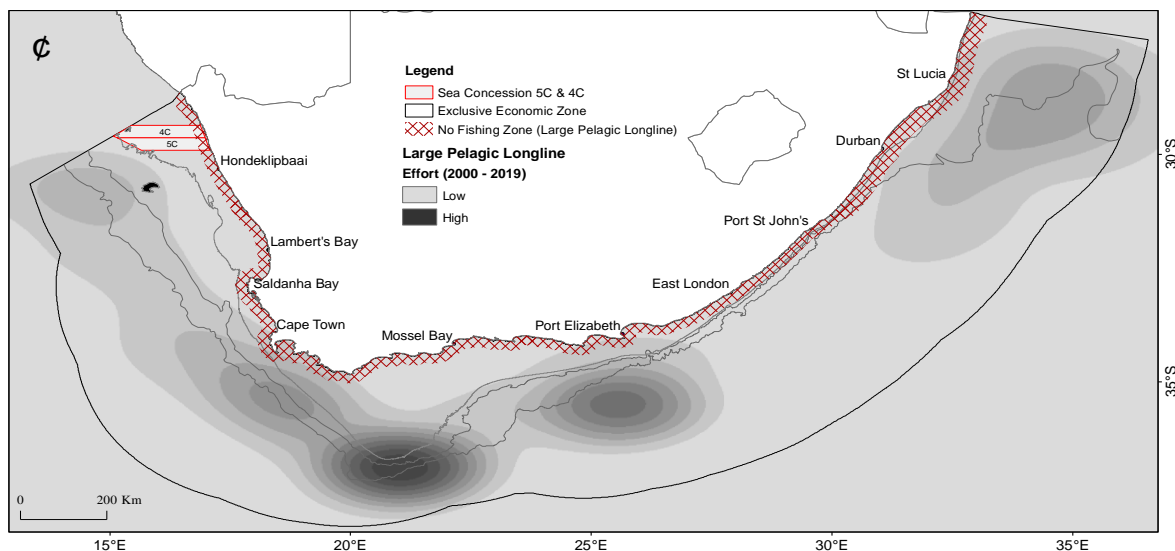 ₵
Legend
Sea Concession 5C & 4C
Exclusive Economic Zone
No Fishing Zone (Large Pelagic Longline)
Large Pelagic Longline
Effort (2000 - 2019)
Low
High
4C
5C
St Lucia
Durban
Hondeklipbaai
Port St John's
Lambert's Bay
Saldanha Bay
East London
Cape Town
Mossel Bay
Port Elizabeth
30°S
35°S
0 200 Km
15°E 20°E 25°E 30°E 35°E